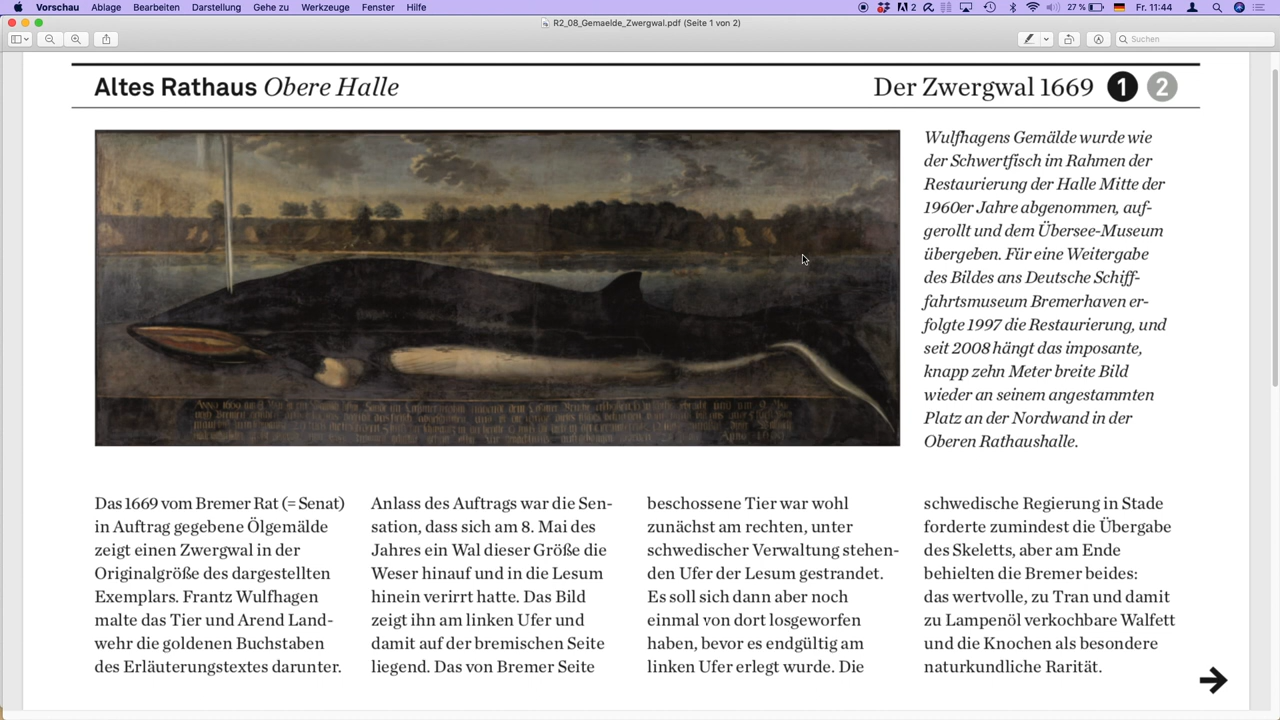 Vorschau Ablage Bearbeiten Darstellung Gehe zu Werkzeuge Fenster Hilfe 2 27 % Fr. 11:44
R2_08_Gemaelde_Zwergwal.pdf (Seite 1 von 2)
Suchen
Altes Rathaus Obere Halle
Der Zwergwal 1669 1 2
Wulfhagens Gemälde wurde wie
der Schwertfisch im Rahmen der
Restaurierung der Halle Mitte der
1960er Jahre abgenommen, auf-
gerollt und dem Übersee-Museum
übergeben. Für eine Weitergabe
des Bildes ans Deutsche Schiff-
fahrtsmuseum Bremerhaven er-
folgte 1997 die Restaurierung, und
seit 2008 hängt das imposante,
knapp zehn Meter breite Bild
wieder an seinem angestammten
Platz an der Nordwand in der
Oberen Rathaushalle.
Das 1669 vom Bremer Rat (= Senat)
in Auftrag gegebene Ölgemälde
zeigt einen Zwergwal in der
Originalgröße des dargestellten
Exemplars. Frantz Wulfhagen
malte das Tier und Arend Land-
wehr die goldenen Buchstaben
des Erläuterungstextes darunter.
Anlass des Auftrags war die Sen-
sation, dass sich am 8. Mai des
Jahres ein Wal dieser Größe die
Weser hinauf und in die Lesum
hinein verirrt hatte. Das Bild
zeigt ihn am linken Ufer und
damit auf der bremischen Seite
liegend. Das von Bremer Seite
beschossene Tier war wohl
zunächst am rechten, unter
schwedischer Verwaltung stehen-
den Ufer der Lesum gestrandet.
Es soll sich dann aber noch
einmal von dort losgeworfen
haben, bevor es endgültig am
linken Ufer erlegt wurde. Die
schwedische Regierung in Stade
forderte zumindest die Übergabe
des Skeletts, aber am Ende
behielten die Bremer beides:
das wertvolle, zu Tran und damit
zu Lampenöl verkochbare Walfett
und die Knochen als besondere
naturkundliche Rarität.